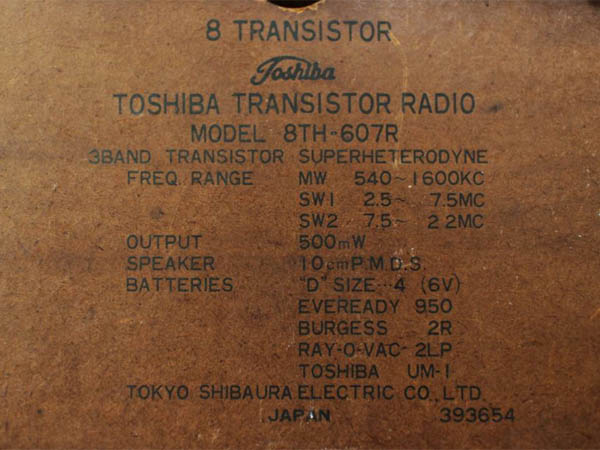 8 TRANSISTOR
Toshiba
TOSHIBA TRANSISTOR RADIO
MODEL 8TH-607R
3BAND TRANSISTOR SUPERHETERODYNE
FREQ. RANGE MW 540~1600KC
SW1 2.5~ 7.5MC
SW2 7.5~ 22MC
OUTPUT 500mW
SPEAKER 10cmP.M.D.S.
BATTERIES "D" SIZE…4 (6V)
EVEREADY 950
BURGESS 2R
RAY-O-VAC-2LP
TOSHIBA UM-1
TOKYO SHIBAURA ELECTRIC CO., LTD.
JAPAN 393654